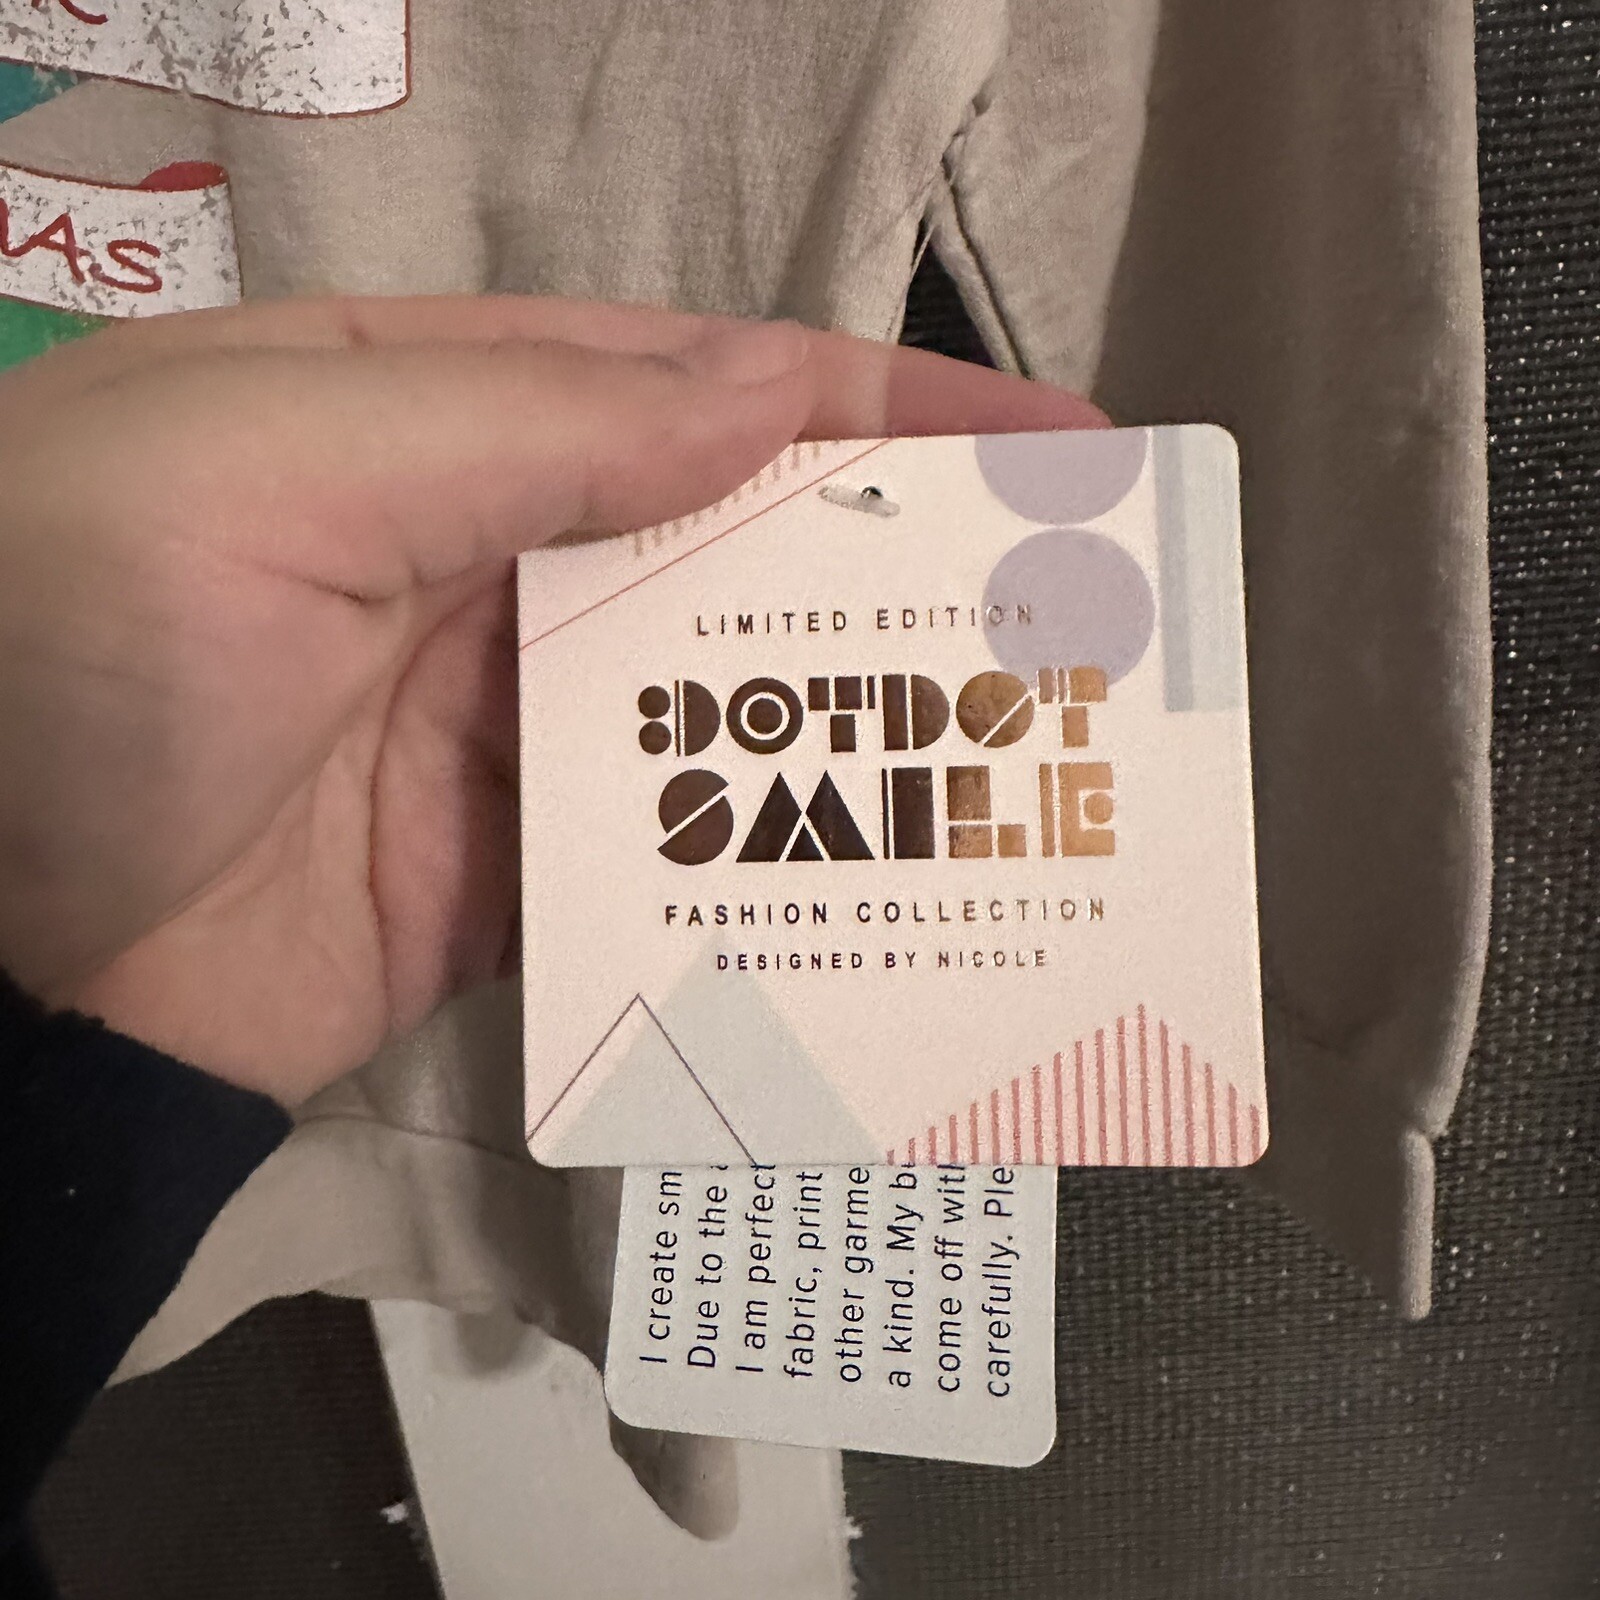 MAS
LIMITED EDITION
DOTDOT
SMILE
FASHION COLLECTION
DESIGNED BY NICOLE
I create sm
Due to the a
I am perfect
fabric, print
other garme
a kind. My b
come off with
carefully. Ple